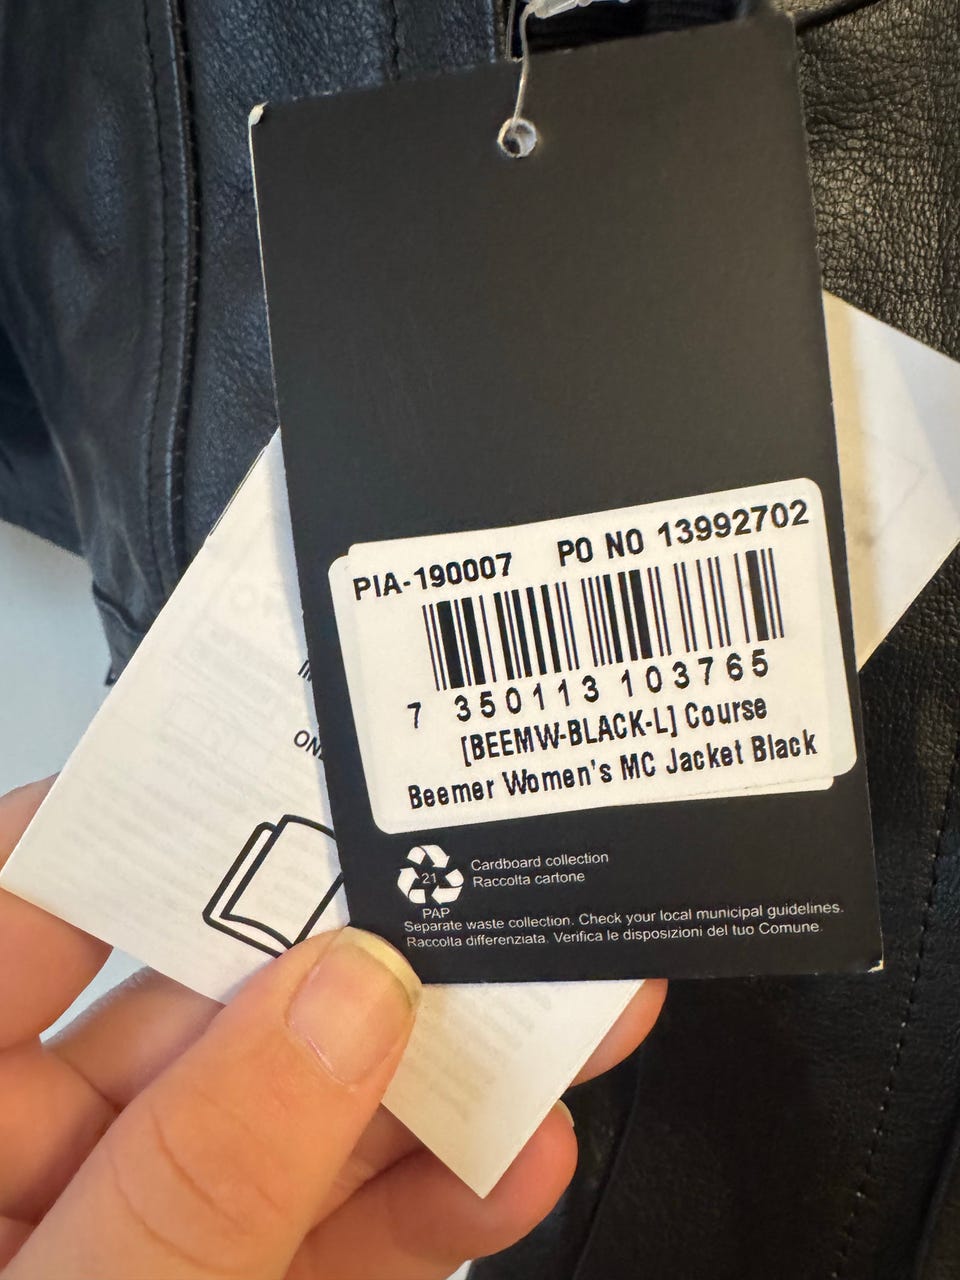 PIA-190007 PO NO 13992702
7 350113 103765
[BEEMW-BLACK-L] Course
Beemer Women's MC Jacket Black
21
PAP
Cardboard collection
Raccolta cartone
Separate waste collection. Check your local municipal guidelines.
Raccolta differenziata. Verifica le disposizioni del tuo Comune.